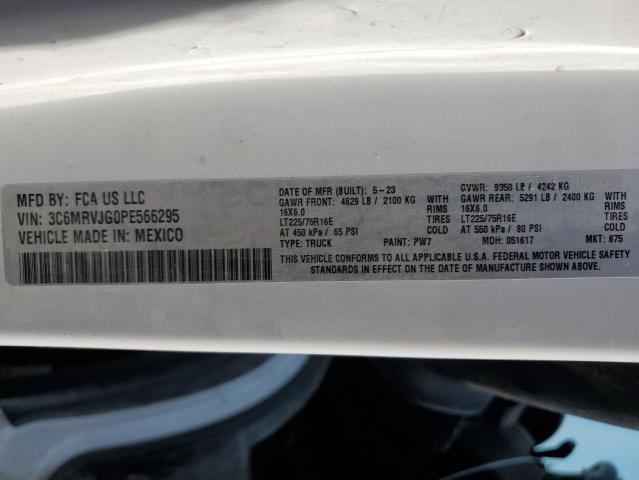 MFD BY: FCA US LLC
VIN: 3C6MRVJG0PE566295
VEHICLE MADE IN: MEXICO
DATE OF MFR (BUILT): 5-23
GAWR FRONT: 4629 LB / 2100 KG WITH
16X6.0 RIMS
LT225/75R16E TIRES
AT 450 kPa / 65 PSI COLD
TYPE: TRUCK PAINT: PW7
GVWR: 9350 LB / 4242 KG
GAWR REAR: 5291 LB / 2400 KG WITH
16X6.0 RIMS
LT225/75R16E TIRES
AT 550 kPa / 80 PSI COLD
MDH: 051617 MKT: 875
THIS VEHICLE CONFORMS TO ALL APPLICABLE U.S.A. FEDERAL MOTOR VEHICLE SAFETY
STANDARDS IN EFFECT ON THE DATE OF MANUFACTURE SHOWN ABOVE.